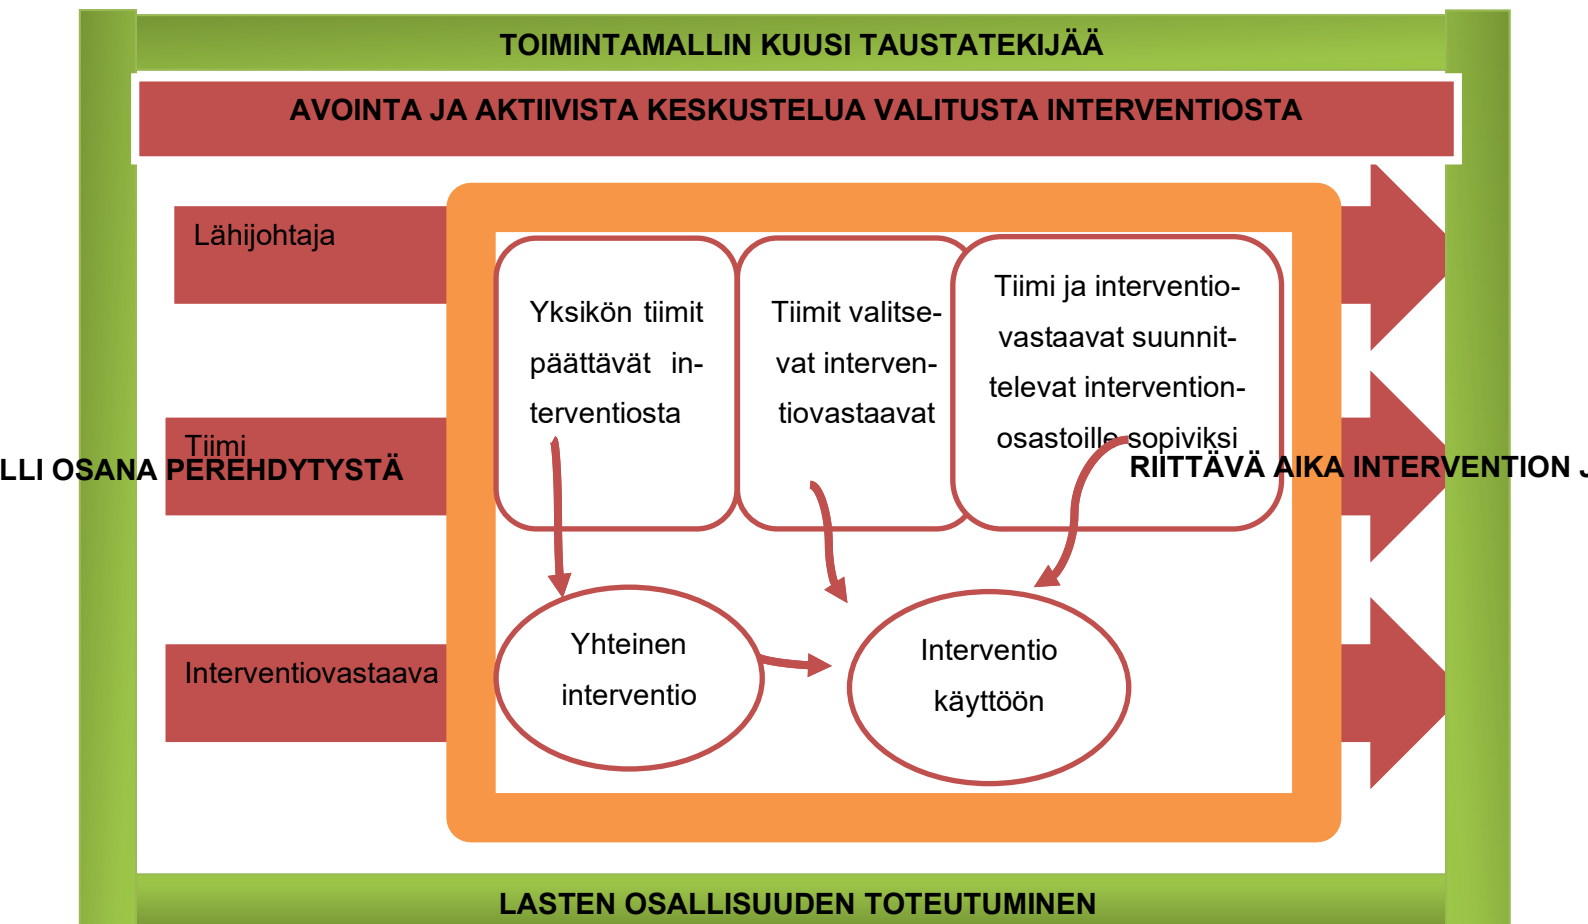 TOIMINTAMALLIN KUUSI TAUSTATEKIJÄÄ
AVOINTA JA AKTIIVISTA KESKUSTELUA VALITUSTA INTERVENTIOSTA
Lähijohtaja
Yksikön tiimit
päättävät in-
terventiosta
Tiimit valitse-
vat interven-
tiovastaavat
Tiimi ja interventio-
vastaavat suunnit-
televat intervention-
osastoille sopiviksi
Tiimi
LLI OSANA PEREHDYTYSTÄ
RIITTÄVÄ AIKA INTERVENTION
Interventiovastaava
Yhteinen
interventio
Interventio
käyttöön
LASTEN OSALLISUUDEN TOTEUTUMINEN